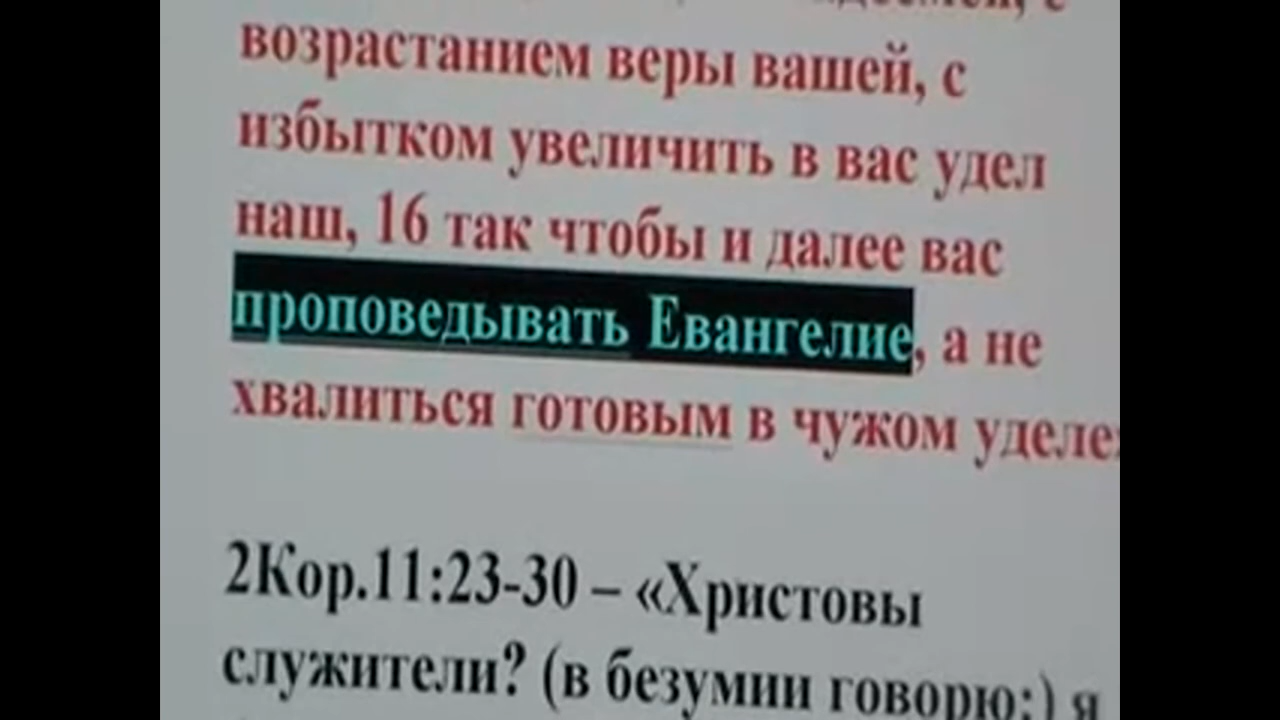 возрастанием веры вашей, с
избытком увеличить в вас удел
наш, 16 так чтобы и далее вас
проповедывать Евангелие, а не
хвалиться готовым в чужом уделе
2Кор.11:23-30 – «Христовы
служители? (в безумии говорю:) я